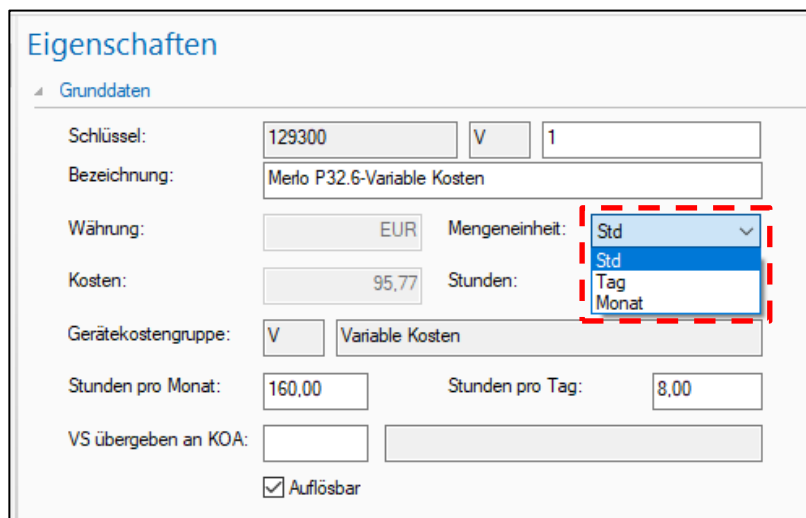 Eigenschaften
Grunddaten
Schlüssel: 129300 V 1
Bezeichnung: Merlo P32.6-Variable Kosten
Währung: EUR Mengeneinheit: Std
Std
Kosten: 95,77 Stunden: Tag
Monat
Gerätekostengruppe: V Variable Kosten
Stunden pro Monat: 160,00 Stunden pro Tag: 8,00
VS übergeben an KOA:
Auflösbar